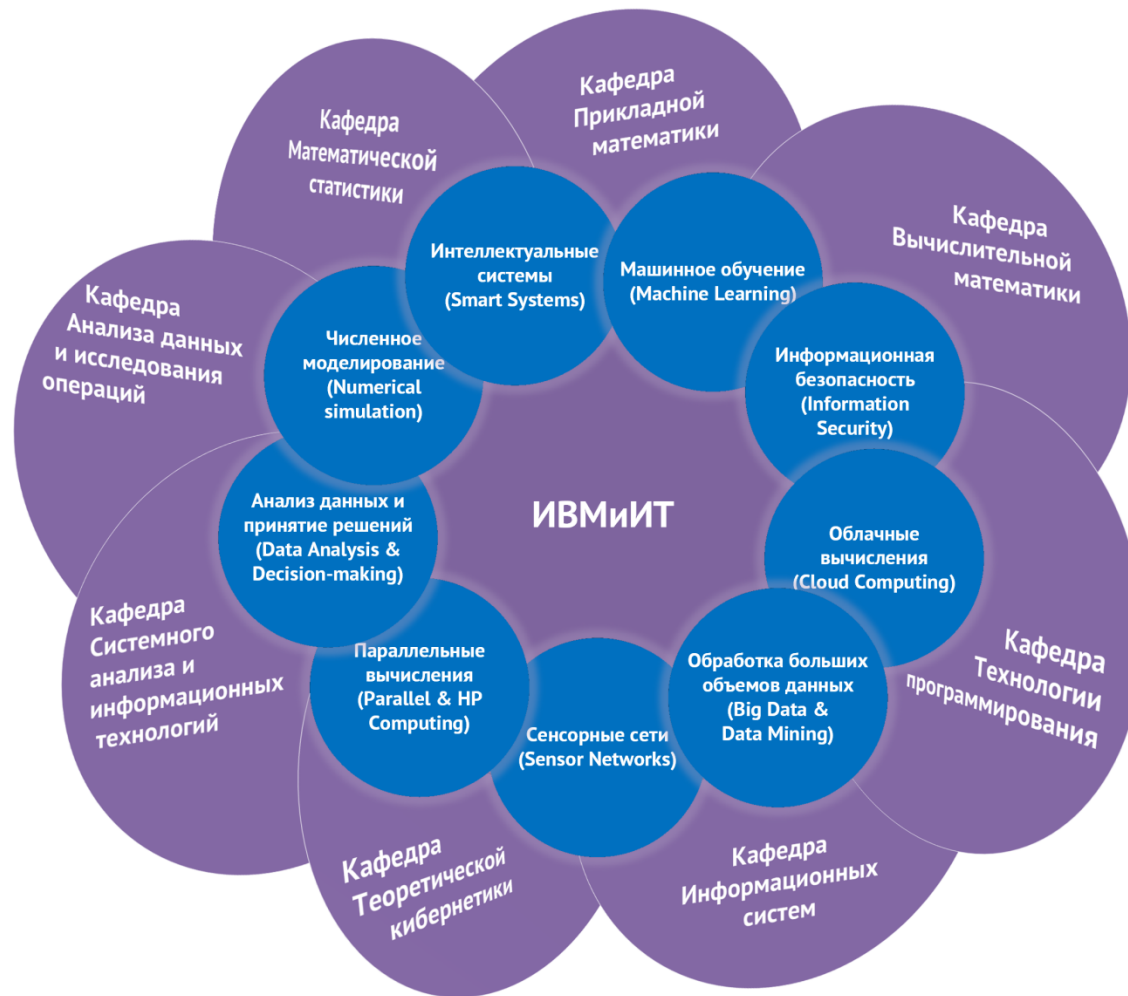 Кафедра
Прикладной
математики
Кафедра
Математической
статистики
Кафедра
Вычислительной
математики
Интеллектуальные
системы
(Smart Systems)
Машинное обучение
(Machine Learning)
Кафедра
Анализа данных
и исследования
операций
Численное
моделирование
(Numerical
simulation)
Информационная
безопасность
(Information
Security)
Анализ данных и
принятие решений
(Data Analysis &
Decision-making)
ИВМиИТ
Облачные
вычисления
(Cloud Computing)
Кафедра
Системного
анализа и
информационных
технологий
Параллельные
вычисления
(Parallel & HP
Computing)
Сенсорные сети
(Sensor Networks)
Обработка больших
объемов данных
(Big Data &
Data Mining)
Кафедра
Технологии
программирования
Кафедра
Теоретической
кибернетики
Кафедра
Информационных
систем